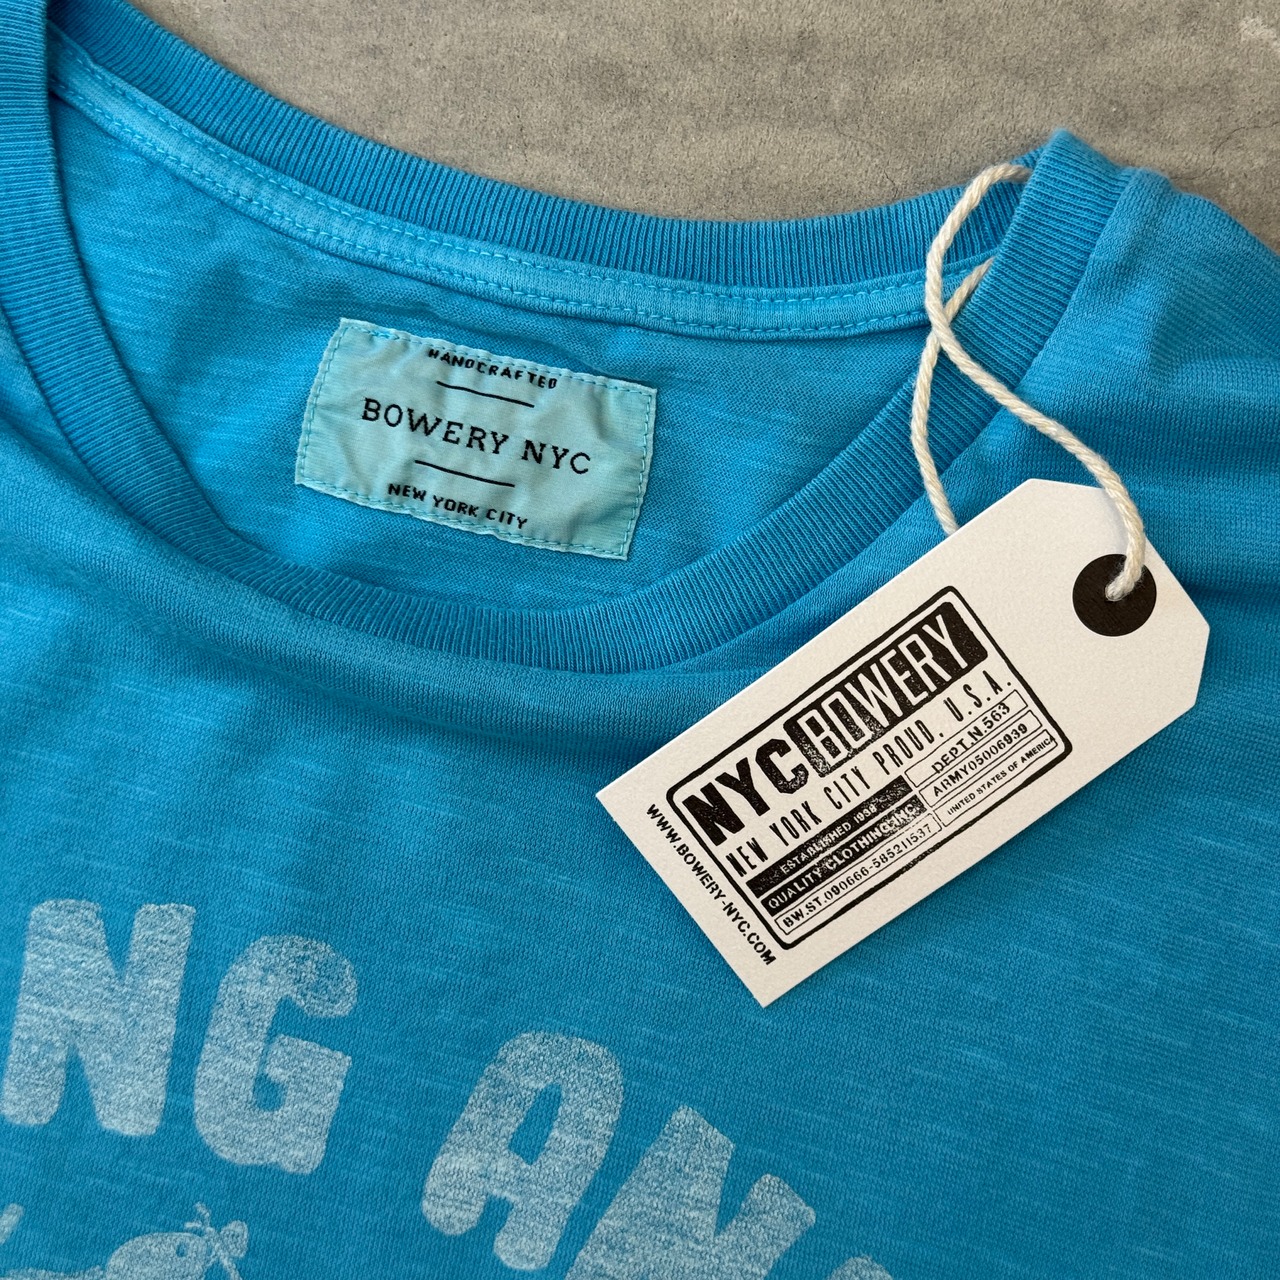 HANDCRAFTED
BOWERY NYC
NEW YORK CITY
NYC BOWERY
NEW YORK CITY PROUD. U.S.A.
ESTABLISHED 1998
DEPT.N.563
QUALITY CLOTHING INC.
ARMY05006939
BW.ST.090666-585211537
UNITED STATES OF AMERICA
WWW.BOWERY-NYC.COM
NG AN